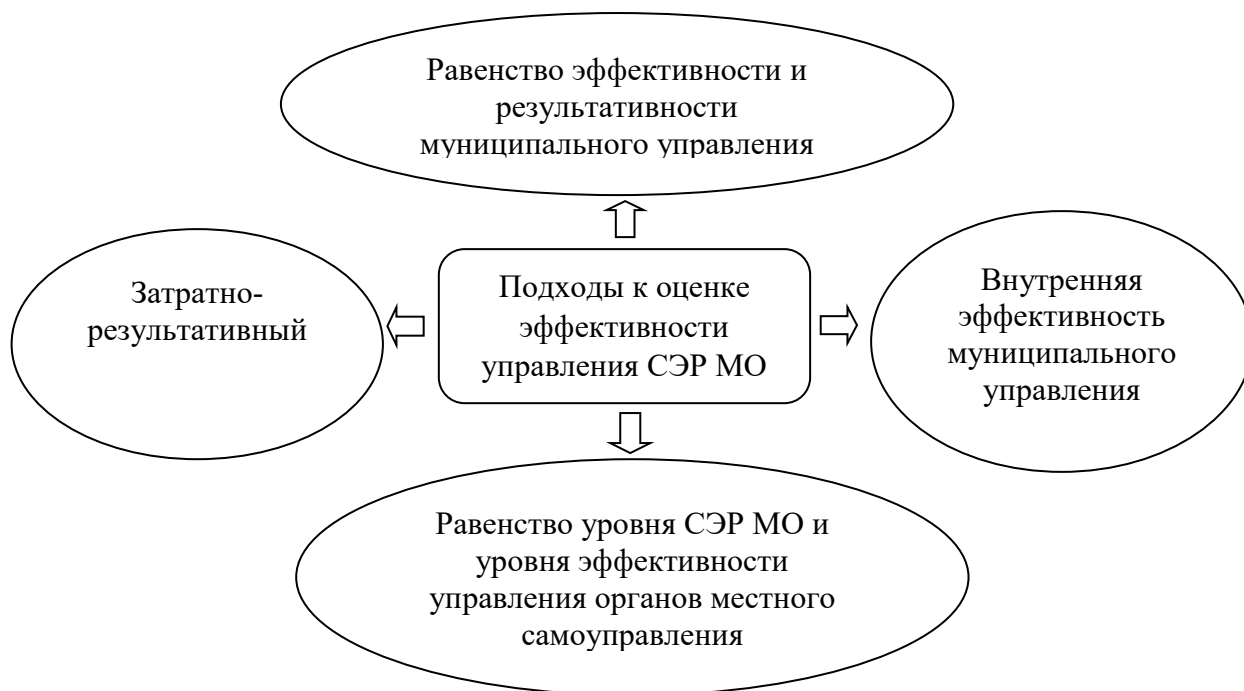 Равенство эффективности и
результативности
муниципального управления
Затратно-
результативный
Подходы к оценке
эффективности
управления СЭР МО
Внутренняя
эффективность
муниципального
управления
Равенство уровня СЭР МО и
уровня эффективности
управления органов местного
самоуправления